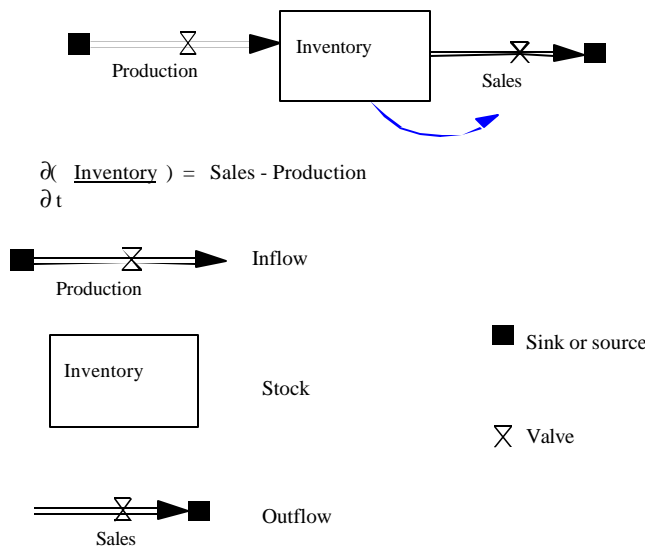 Inventory
Production
Sales
∂( Inventory ) = Sales - Production
∂ t
Inflow
Production
Sink or source
Inventory
Stock
Valve
Outflow
Sales